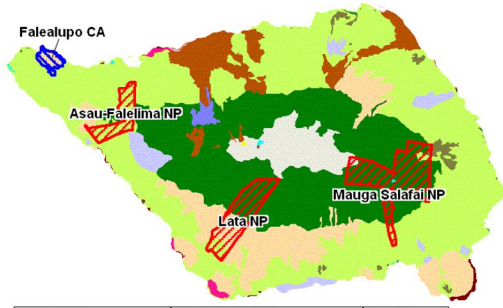 Falealupo CA
Asau-Falelima NP
Mauga Salafai NP
Lata NP